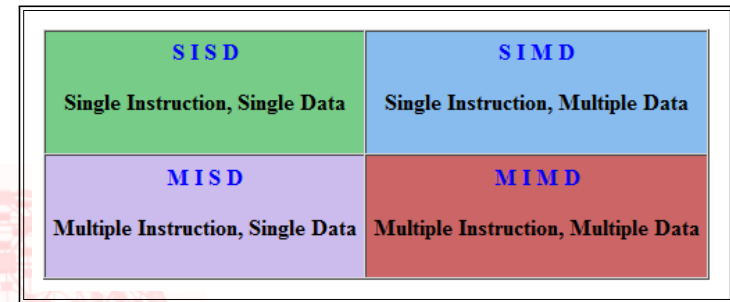 S I S D
Single Instruction, Single Data
S I M D
Single Instruction, Multiple Data
M I S D
Multiple Instruction, Single Data
M I M D
Multiple Instruction, Multiple Data